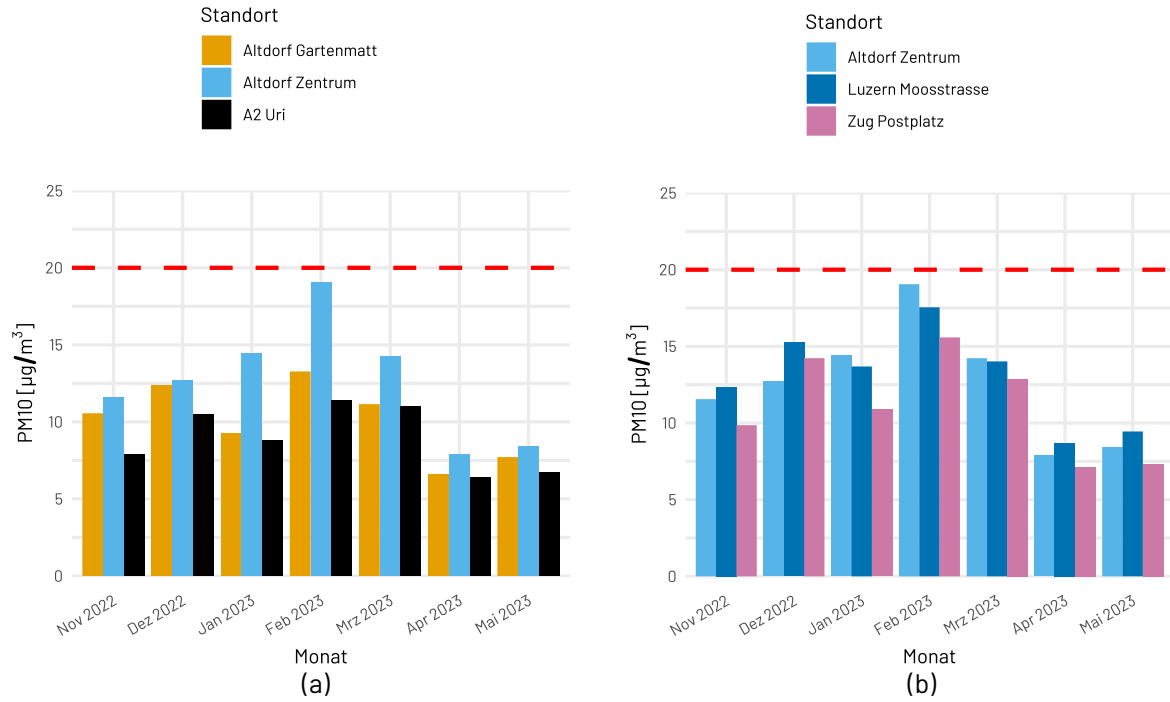 Standort
Altdorf Gartenmatt
Altdorf Zentrum
A2 Uri
25
20
15
10
5
0
PM10 [µg/m³]
Nov 2022
Dez 2022
Jan 2023
Feb 2023
Mrz 2023
Apr 2023
Mai 2023
Monat
(a)
Standort
Altdorf Zentrum
Luzern Moosstrasse
Zug Postplatz
25
20
15
10
5
0
PM10 [µg/m³]
Nov 2022
Dez 2022
Jan 2023
Feb 2023
Mrz 2023
Apr 2023
Mai 2023
Monat
(b)